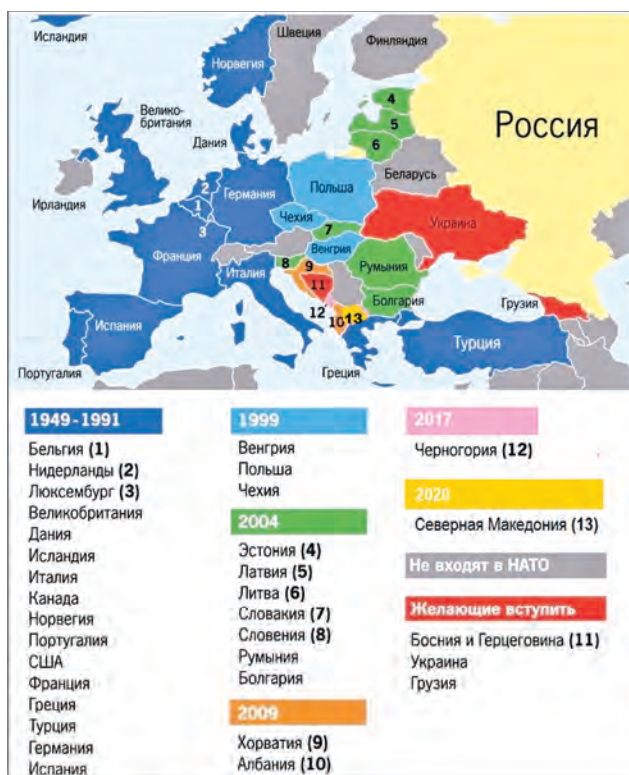 Исландия
Швеция
Финляндия
Норвегия
Велико-
британия
Дания
4
5
6
Россия
Ирландия
2
1
3
Германия
Польша
Беларусь
Чехия
7
Украина
Франция
Венгрия
8
9
Италия
11
Румыния
12
10
13
Болгария
Грузия
Испания
Турция
Португалия
Греция
1949-1991
Бельгия (1)
Нидерланды (2)
Люксембург (3)
Великобритания
Дания
Исландия
Италия
Канада
Норвегия
Португалия
США
Франция
Греция
Турция
Германия
Испания
1999
Венгрия
Польша
Чехия
2004
Эстония (4)
Латвия (5)
Литва (6)
Словакия (7)
Словения (8)
Румыния
Болгария
2009
Хорватия (9)
Албания (10)
2017
Черногория (12)
2020
Северная Македония (13)
Не входят в НАТО
Желающие вступить
Босния и Герцеговина (11)
Украина
Грузия